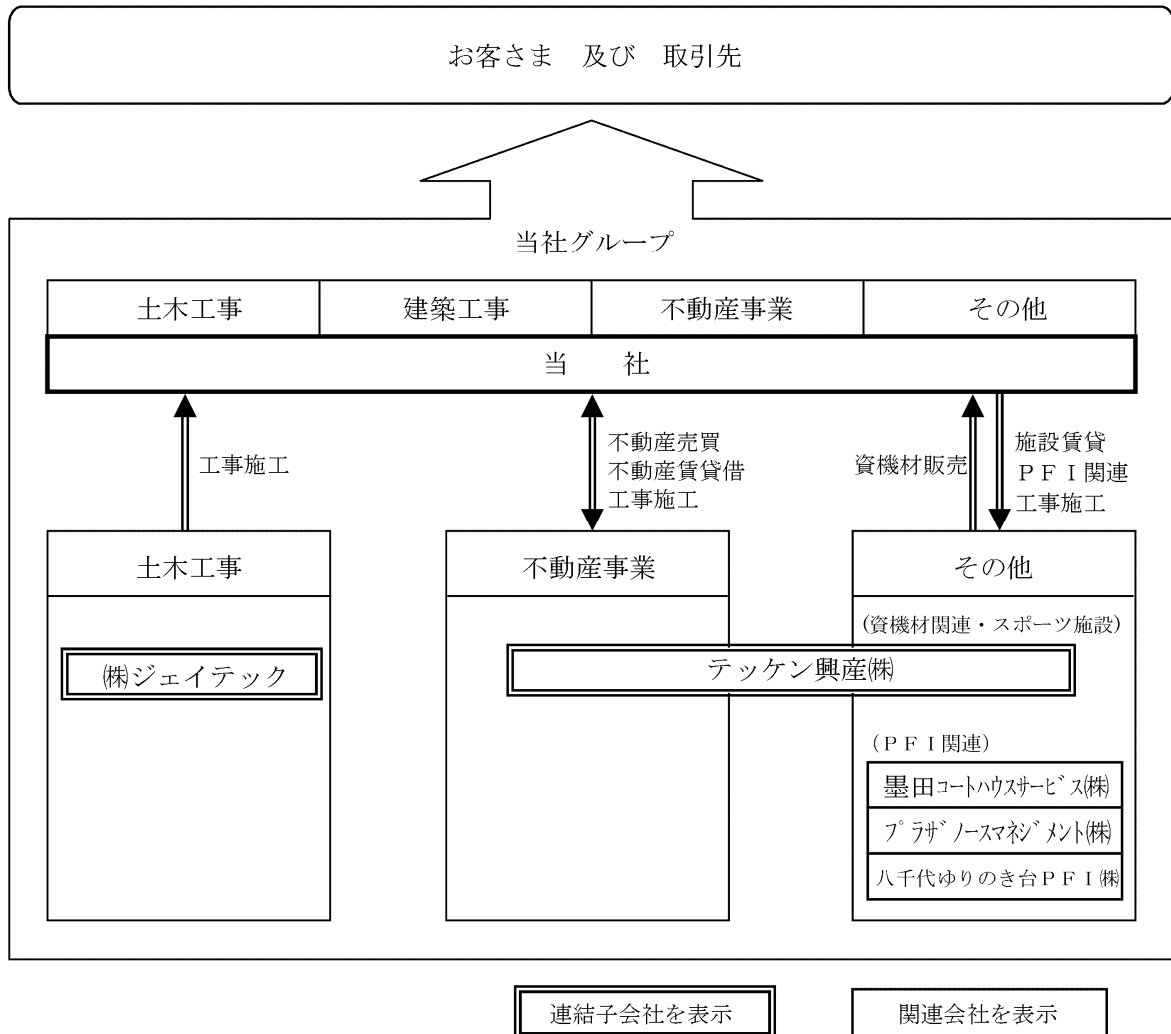 お客さま 及び 取引先
当社グループ
土木工事 建築工事 不動産事業 その他
当 社
工事施工
不動産売買
不動産賃貸借
工事施工
資機材販売
施設賃貸
ＰＦＩ関連
工事施工
土木工事
不動産事業
その他
(資機材関連・スポーツ施設)
㈱ジェイテック
テッケン興産㈱
(ＰＦＩ関連)
墨田ｺｰﾄﾊｳｽｻｰﾋﾞｽ㈱
ﾌﾟﾗｻﾞﾉｰｽﾏﾈｼﾞﾒﾝﾄ㈱
八千代ゆりのき台ＰＦＩ㈱
連結子会社を表示
関連会社を表示